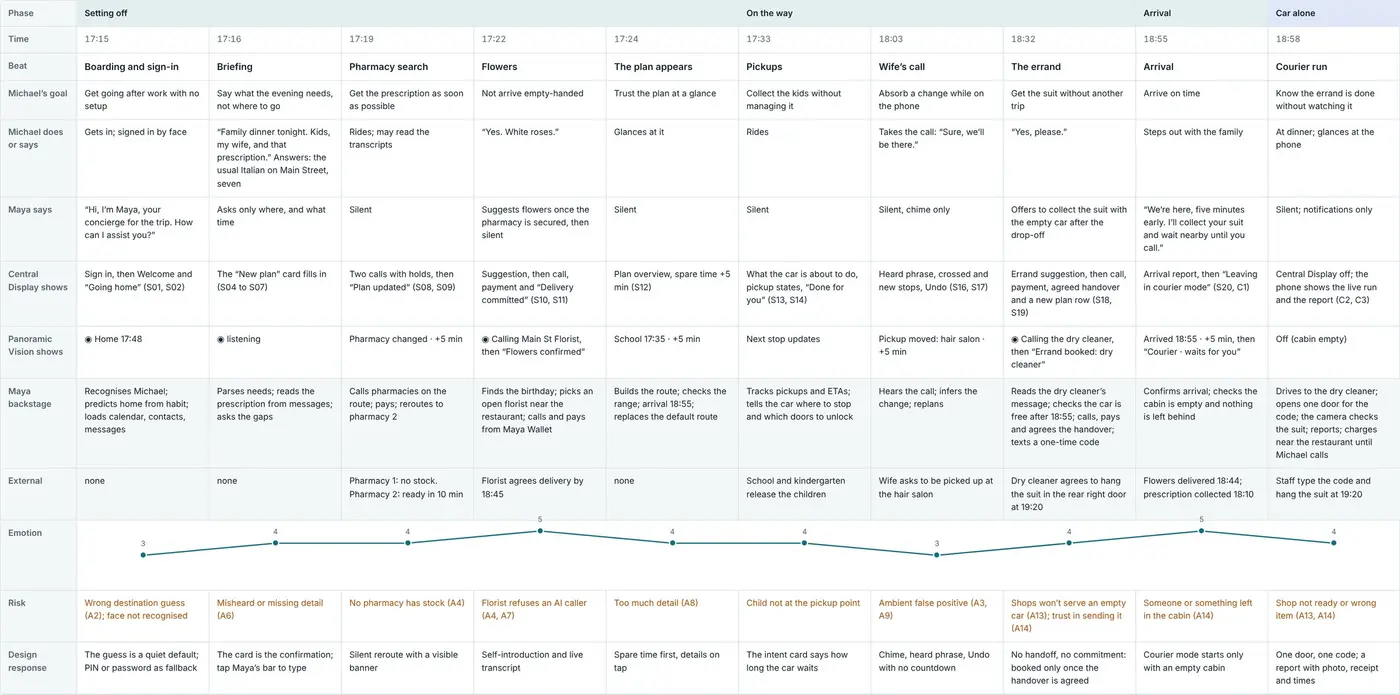 Phase Setting off On the way Arrival Car alone
Time 17:15 17:16 17:19 17:22 17:24 17:33 18:03 18:32 18:55 18:58
Beat Boarding and sign-in Briefing Pharmacy search Flowers The plan appears Pickups Wife's call The errand Arrival Courier run
Michael's goal
Get going after work with no
setup
Say what the evening needs,
not where to go
Get the prescription as soon
as possible
Not arrive empty-handed
Trust the plan at a glance
Collect the kids without
managing it
Absorb a change while on
the phone
Get the suit without another
trip
Arrive on time
Know the errand is done
without watching it
Michael does
or says
Gets in; signed in by face
“Family dinner tonight. Kids,
my wife, and that
prescription.” Answers: the
usual Italian on Main Street,
seven
Rides; may read the
transcripts
“Yes. White roses.”
Glances at it
Rides
Takes the call: “Sure, we’ll
be there.”
“Yes, please.”
Steps out with the family
At dinner; glances at the
phone
Maya says
“Hi, I’m Maya, your
concierge for the trip. How
can I assist you?”
Asks only where, and what
time
Silent
Suggests flowers once the
pharmacy is secured, then
silent
Silent
Silent
Silent, chime only
Offers to collect the suit with
the empty car after the
drop-off
“We’re here, five minutes
early. I’ll collect your suit
and wait nearby until you
call.”
Silent; notifications only
Central
Display shows
Sign in, then Welcome and
“Going home” (S01, S02)
The “New plan” card fills in
(S04 to S07)
Two calls with holds, then
“Plan updated” (S08, S09)
Suggestion, then call,
payment and “Delivery
committed” (S10, S11)
Plan overview, spare time +5
min (S12)
What the car is about to do,
pickup states, “Done for
you” (S13, S14)
Heard phrase, crossed and
new stops, Undo (S16, S17)
Errand suggestion, then call,
payment, agreed handover
and a new plan row (S18,
S19)
Arrival report, then “Leaving
in courier mode” (S20, C1)
Central Display off; the
phone shows the live run
and the report (C2, C3)
Panoramic
Vision shows
◉ Home 17:48
◉ listening
Pharmacy changed · +5 min
◉ Calling Main St Florist,
then “Flowers confirmed”
School 17:35 · +5 min
Next stop updates
Pickup moved: hair salon ·
+5 min
◉ Calling the dry cleaner,
then “Errand booked: dry
cleaner”
Arrived 18:55 · +5 min, then
“Courier · waits for you”
Off (cabin empty)
Maya
backstage
Recognises Michael;
predicts home from habit;
loads calendar, contacts,
messages
Parses needs; reads the
prescription from messages;
asks the gaps
Calls pharmacies on the
route; pays; reroutes to
pharmacy 2
Finds the birthday; picks an
open florist near the
restaurant; calls and pays
from Maya Wallet
Builds the route; checks the
range; arrival 18:55;
replaces the default route
Tracks pickups and ETAs;
tells the car where to stop
and which doors to unlock
Hears the call; infers the
change; replans
Reads the dry cleaner’s
message; checks the car is
free after 18:55; calls, pays
and agrees the handover;
texts a one-time code
Confirms arrival; checks the
cabin is empty and nothing
is left behind
Drives to the dry cleaner;
opens one door for the
code; the camera checks
the suit; reports; charges
near the restaurant until
Michael calls
External
none
none
Pharmacy 1: no stock.
Pharmacy 2: ready in 10 min
Florist agrees delivery by
18:45
none
School and kindergarten
release the children
Wife asks to be picked up at
the hair salon
Dry cleaner agrees to hang
the suit in the rear right door
at 19:20
Flowers delivered 18:44;
prescription collected 18:10
Staff type the code and
hang the suit at 19:20
Emotion
3 4 4 5 4 4 3 4 5 4
Risk
Wrong destination guess
(A2); face not recognised
Misheard or missing detail
(A6)
No pharmacy has stock (A4)
Florist refuses an AI caller
(A4, A7)
Too much detail (A8)
Child not at the pickup point
Ambient false positive (A3,
A9)
Shops won’t serve an empty
car (A13); trust in sending it
(A14)
Someone or something left
in the cabin (A14)
Shop not ready or wrong
item (A13, A14)
Design
response
The guess is a quiet default;
PIN or password as fallback
The card is the confirmation;
tap Maya’s bar to type
Silent reroute with a visible
banner
Self-introduction and live
transcript
Spare time first, details on
tap
The intent card says how
long the car waits
Chime, heard phrase, Undo
with no countdown
No handoff, no commitment:
booked only once the
handover is agreed
Courier mode starts only
with an empty cabin
One door, one code; a
report with photo, receipt
and times